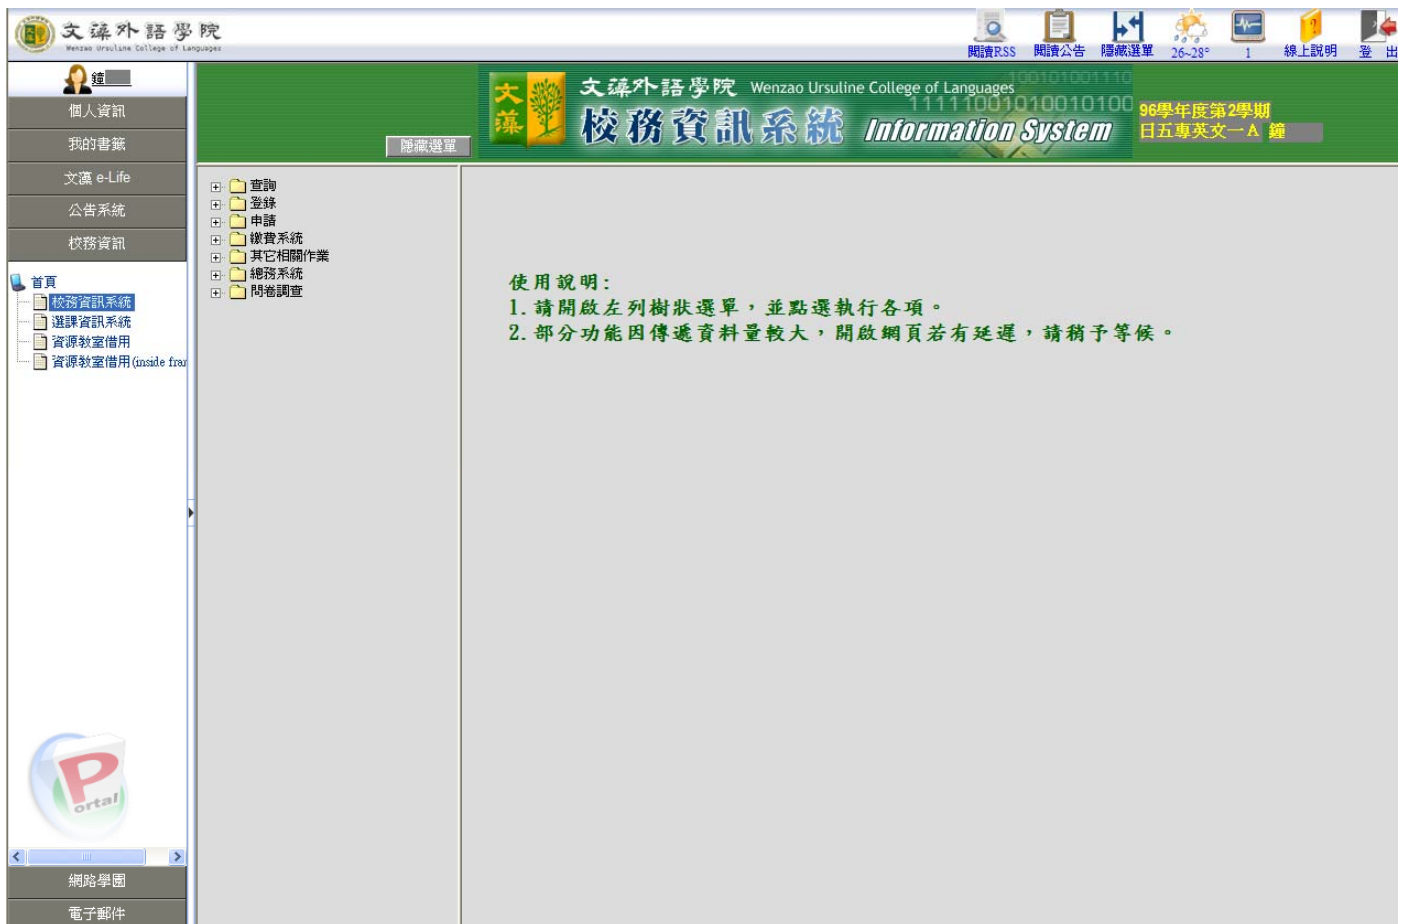 文藻外語學院
Wenzao Ursuline College of Languages
閱讀RSS
閱讀公告
隱藏選單
26~28°
1
線上說明
登 出
鐘
個人資訊
我的書籤
文藻 e-Life
公告系統
校務資訊
首頁
校務資訊系統
選課資訊系統
資源教室借用
資源教室借用(inside fra
Portal
網路學園
電子郵件
隱藏選單
文藻
文藻外語學院 Wenzao Ursuline College of Languages
校務資訊系統 Information System
96學年度第2學期
日五專英文一A 鐘
查詢
登錄
申請
繳費系統
其它相關作業
總務系統
問卷調查
使用說明:
1.請開啟左列樹狀選單，並點選執行各項。
2.部分功能因傳遞資料量較大，開啟網頁若有延遲，請稍予等候。